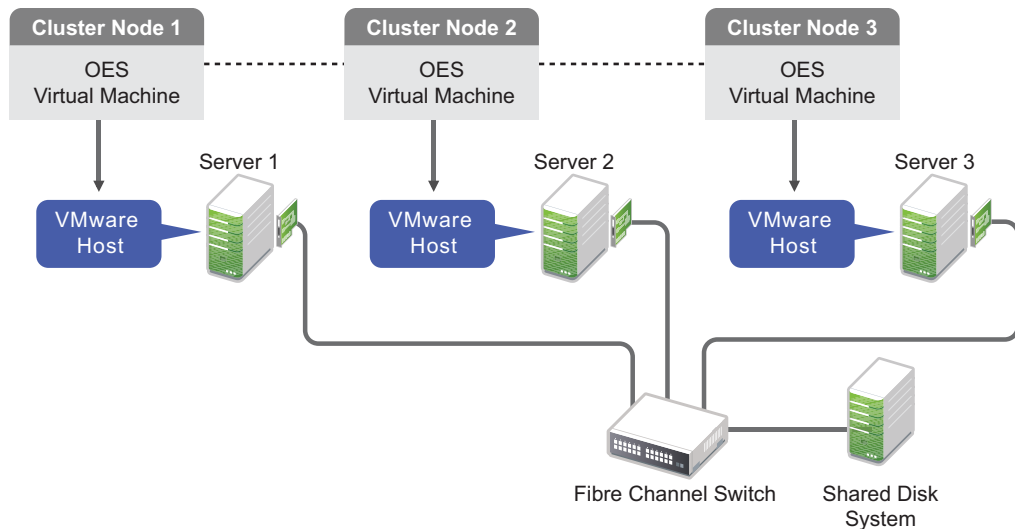 Cluster Node 1
OES
Virtual Machine
Cluster Node 2
OES
Virtual Machine
Cluster Node 3
OES
Virtual Machine
Server 1
Server 2
Server 3
VMware
Host
VMware
Host
VMware
Host
Fibre Channel Switch
Shared Disk
System